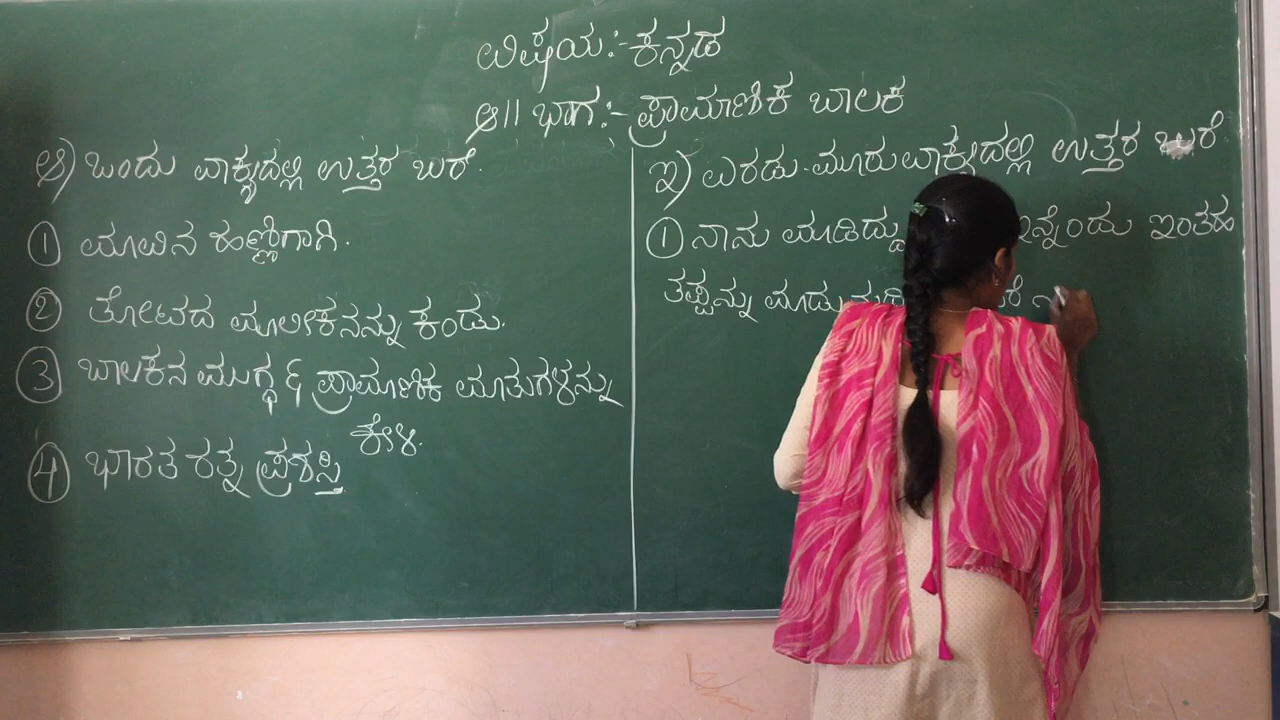 ವಿಷಯ:-ಕನ್ನಡ
ಆ॥ ಭಾಗ:-ಪ್ರಾಮಾಣಿಕ ಬಾಲಕ
ಆ) ಒಂದು ವಾಕ್ಯದಲ್ಲಿ ಉತ್ತರ ಬರೆ.
① ಮಾವಿನ ಹಣ್ಣಿಗಾಗಿ.
② ತೋಟದ ಮಾಲೀಕನನ್ನು ಕಂಡು.
③ ಬಾಲಕನ ಮುಗ್ಧ & ಪ್ರಾಮಾಣಿಕ ಮಾತುಗಳನ್ನು
ಕೇಳಿ.
④ ಭಾರತ ರತ್ನ ಪ್ರಶಸ್ತಿ
ಇ) ಎರಡು-ಮೂರುವಾಕ್ಯದಲ್ಲಿ ಉತ್ತರ ಬರೆ
① ನಾನು ಮಾಡಿದ್ದು ಇನ್ನೆಂದು ಇಂತಹ
ತಪ್ಪನ್ನು